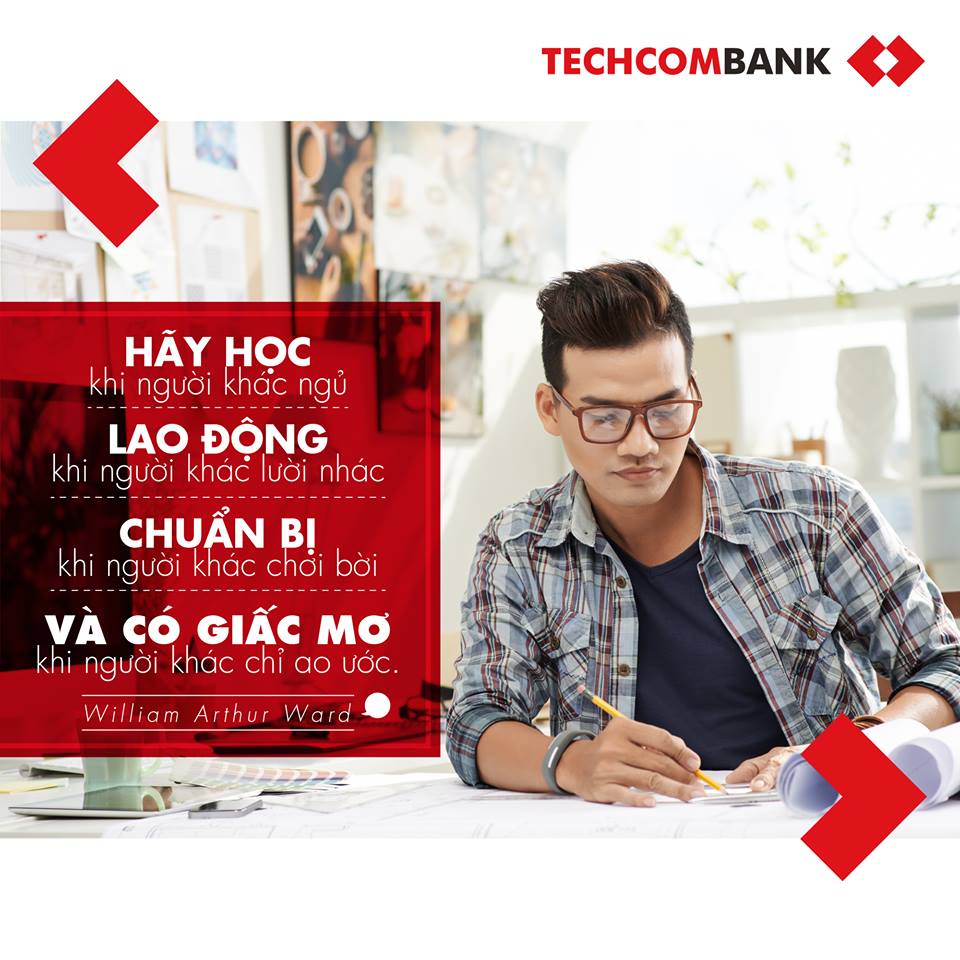 TECHCOMBANK
HÃY HỌC
khi người khác ngủ
LAO ĐỘNG
khi người khác lười nhác
CHUẨN BỊ
khi người khác chơi bời
VÀ CÓ GIẤC MƠ
khi người khác chỉ ao ước.
William Arthur Ward